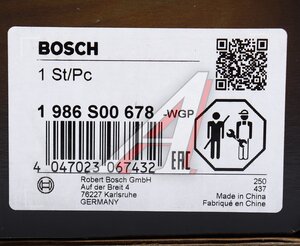 BOSCH
1 St/Pc
1 986 S00 678 -WGP
4 047023 067432
EAC
Robert Bosch GmbH
Auf der Breit 4
76227 Karlsruhe
GERMANY
250
437
Made in China
Fabriqué en Chine